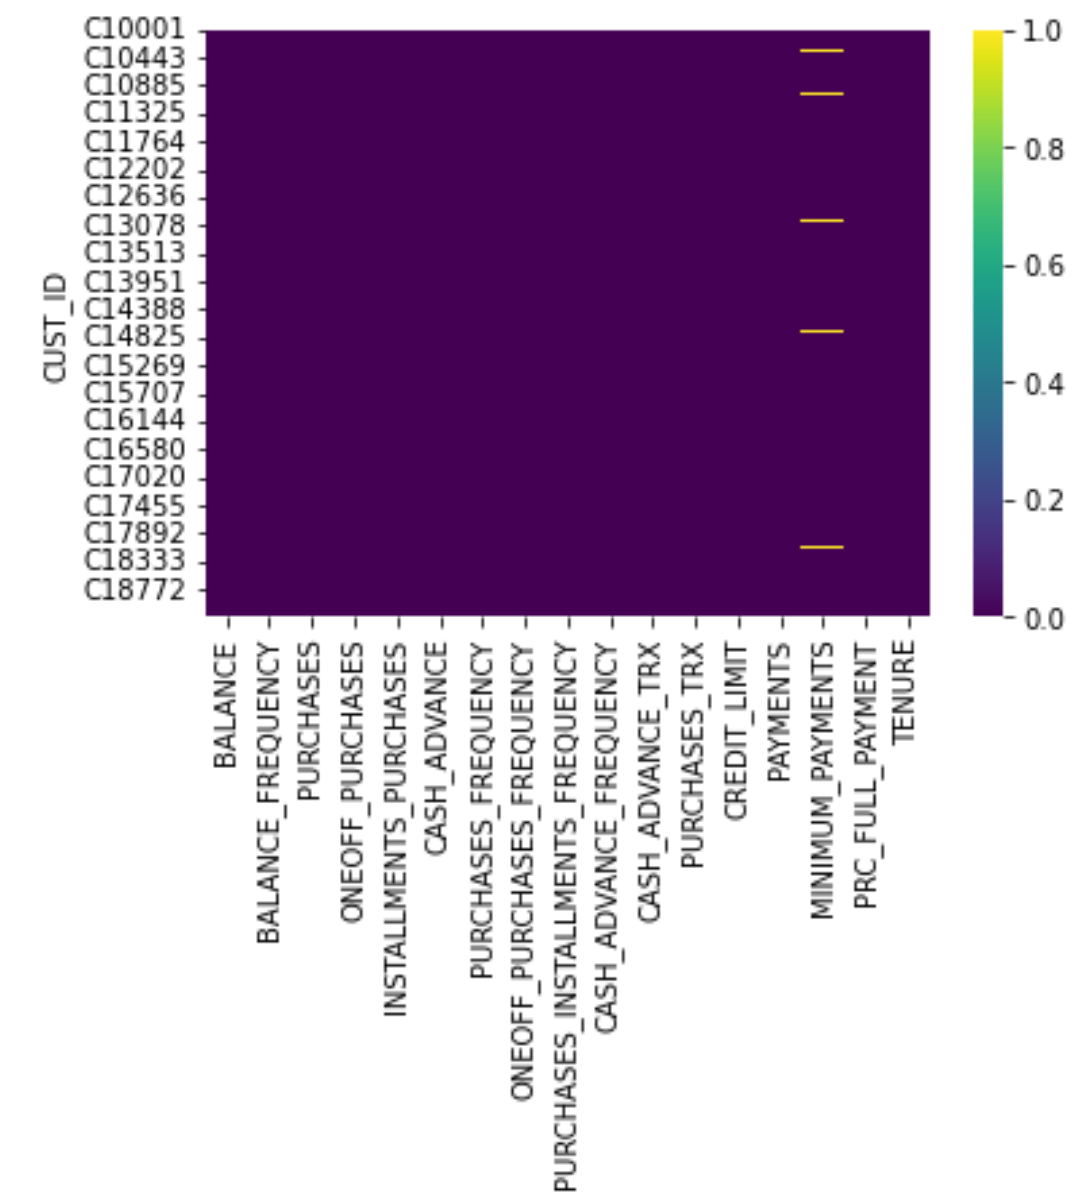 C10001
C10443
C10885
C11325
C11764
C12202
C12636
C13078
C13513
C13951
C14388
C14825
C15269
C15707
C16144
C16580
C17020
C17455
C17892
C18333
C18772
CUST_ID
1.0
0.8
0.6
0.4
0.2
0.0
BALANCE
BALANCE_FREQUENCY
PURCHASES
ONEOFF_PURCHASES
INSTALLMENTS_PURCHASES
CASH_ADVANCE
PURCHASES_FREQUENCY
ONEOFF_PURCHASES_FREQUENCY
PURCHASES_INSTALLMENTS_FREQUENCY
CASH_ADVANCE_FREQUENCY
CASH_ADVANCE_TRX
PURCHASES_TRX
CREDIT_LIMIT
PAYMENTS
MINIMUM_PAYMENTS
PRC_FULL_PAYMENT
TENURE